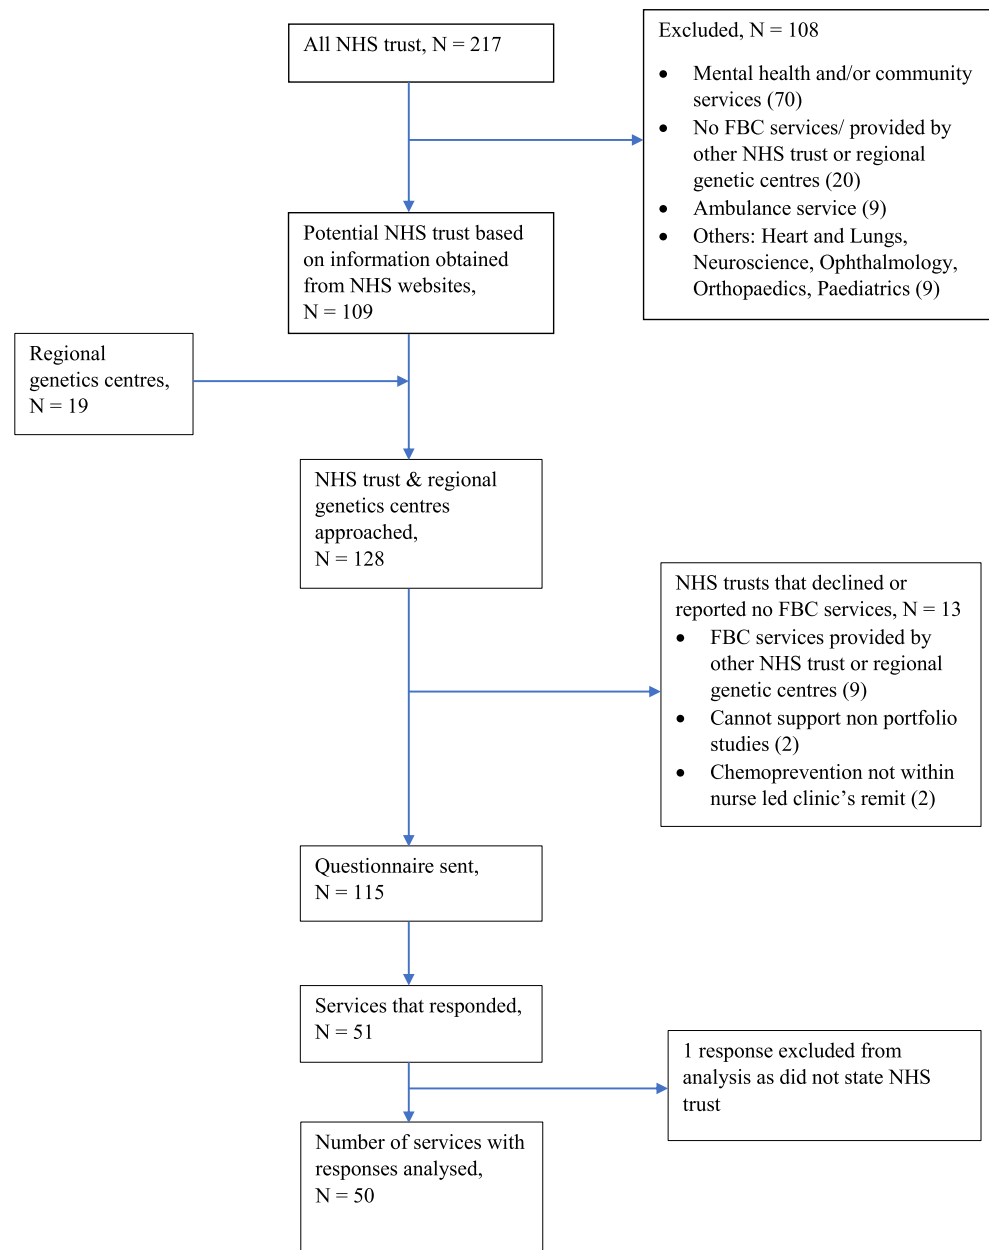 All NHS trust, N = 217
Excluded, N = 108
• Mental health and/or community
services (70)
• No FBC services/ provided by
other NHS trust or regional
genetic centres (20)
• Ambulance service (9)
• Others: Heart and Lungs,
Neuroscience, Ophthalmology,
Orthopaedics, Paediatrics (9)
Potential NHS trust based
on information obtained
from NHS websites,
N = 109
Regional
genetics centres,
N = 19
NHS trust & regional
genetics centres
approached,
N = 128
NHS trusts that declined or
reported no FBC services, N = 13
• FBC services provided by
other NHS trust or regional
genetic centres (9)
• Cannot support non portfolio
studies (2)
• Chemoprevention not within
nurse led clinic’s remit (2)
Questionnaire sent,
N = 115
Services that responded,
N = 51
1 response excluded from
analysis as did not state NHS
trust
Number of services with
responses analysed,
N = 50